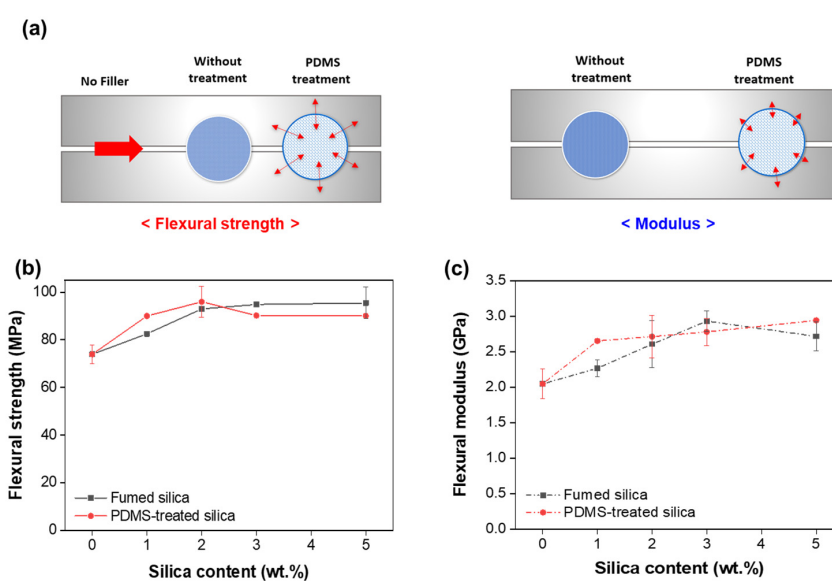 (a)
No Filler
Without
treatment
PDMS
treatment
< Flexural strength >
Without
treatment
PDMS
treatment
< Modulus >
(b)
Flexural strength (MPa)
100
80
60
40
20
0
Fumed silica
PDMS-treated silica
0 1 2 3 4 5
Silica content (wt.%)
(c)
Flexural modulus (GPa)
3.5
3.0
2.5
2.0
1.5
1.0
0.5
0.0
Fumed silica
PDMS-treated silica
0 1 2 3 4 5
Silica content (wt.%)